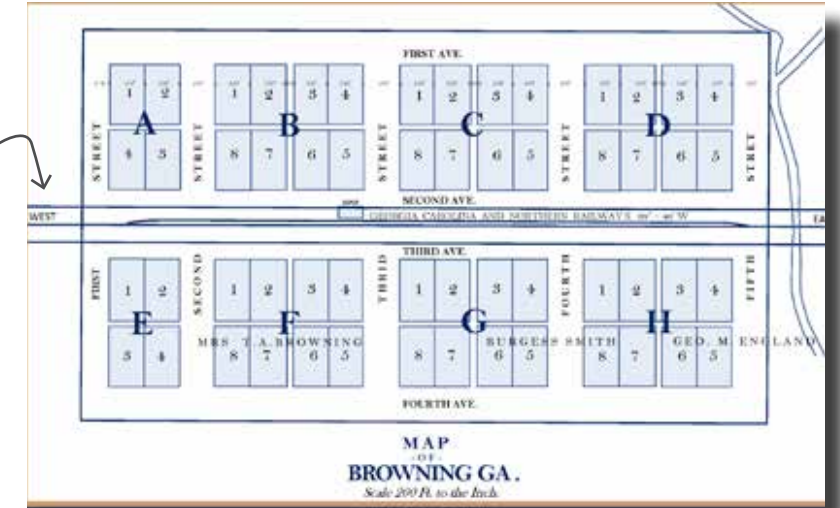 FIRST AVE.
1 2 1 2 3 4 1 2 3 4 1 2 3 4
A B C D
STREET STREET STREET STREET STRET
4 3 8 7 6 5 8 7 6 5 8 7 6 5
SECOND AVE.
DEPOT
WEST GEORGIA CAROLINA AND NORTHERN RAILWAYS EA
THIRD AVE.
FIRST SECOND THRID FOURTH FIFTH
1 2 1 2 3 4 1 2 3 4 1 2 3 4
E F G H
MRS T.A.BROWNING BURGESS SMITH GEO. M. ENGLAND
3 4 8 7 6 5 8 7 6 5 8 7 6 5
FOURTH AVE.
MAP
-OF-
BROWNING GA.
Scale 200 Ft. to the Inch.